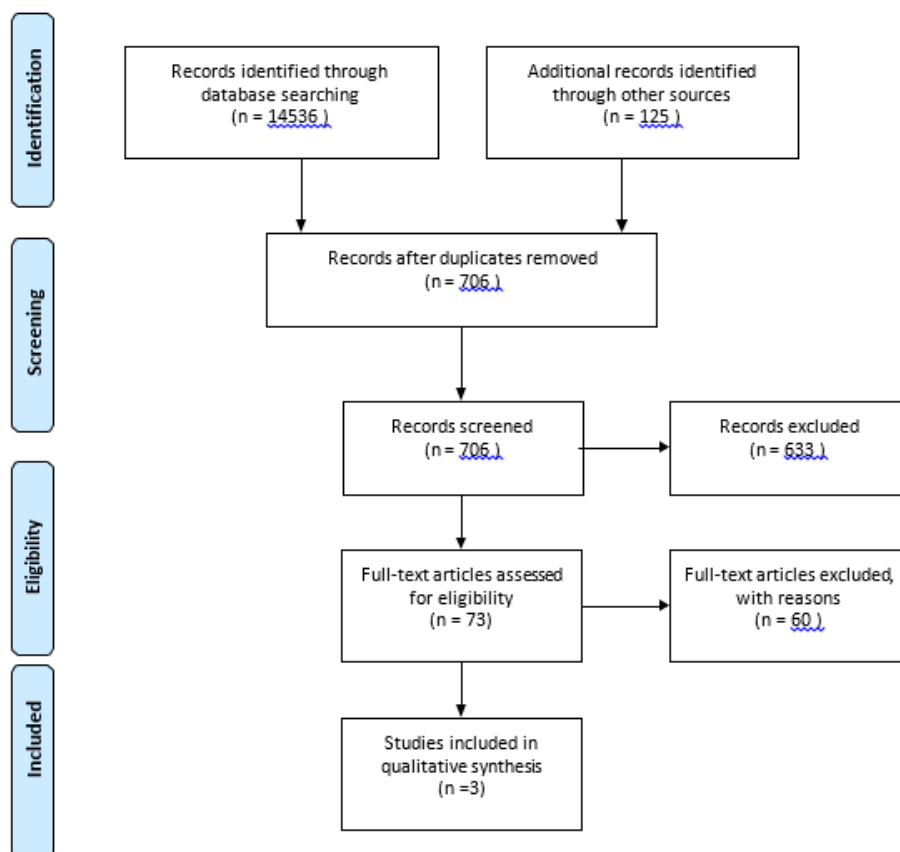 Identification
Records identified through
database searching
(n = 14536 )
Additional records identified
through other sources
(n = 125 )
Screening
Records after duplicates removed
(n = 706 )
Records screened
(n = 706 )
Records excluded
(n = 633 )
Eligibility
Full-text articles assessed
for eligibility
(n = 73)
Full-text articles excluded,
with reasons
(n = 60 )
Included
Studies included in
qualitative synthesis
(n =3)